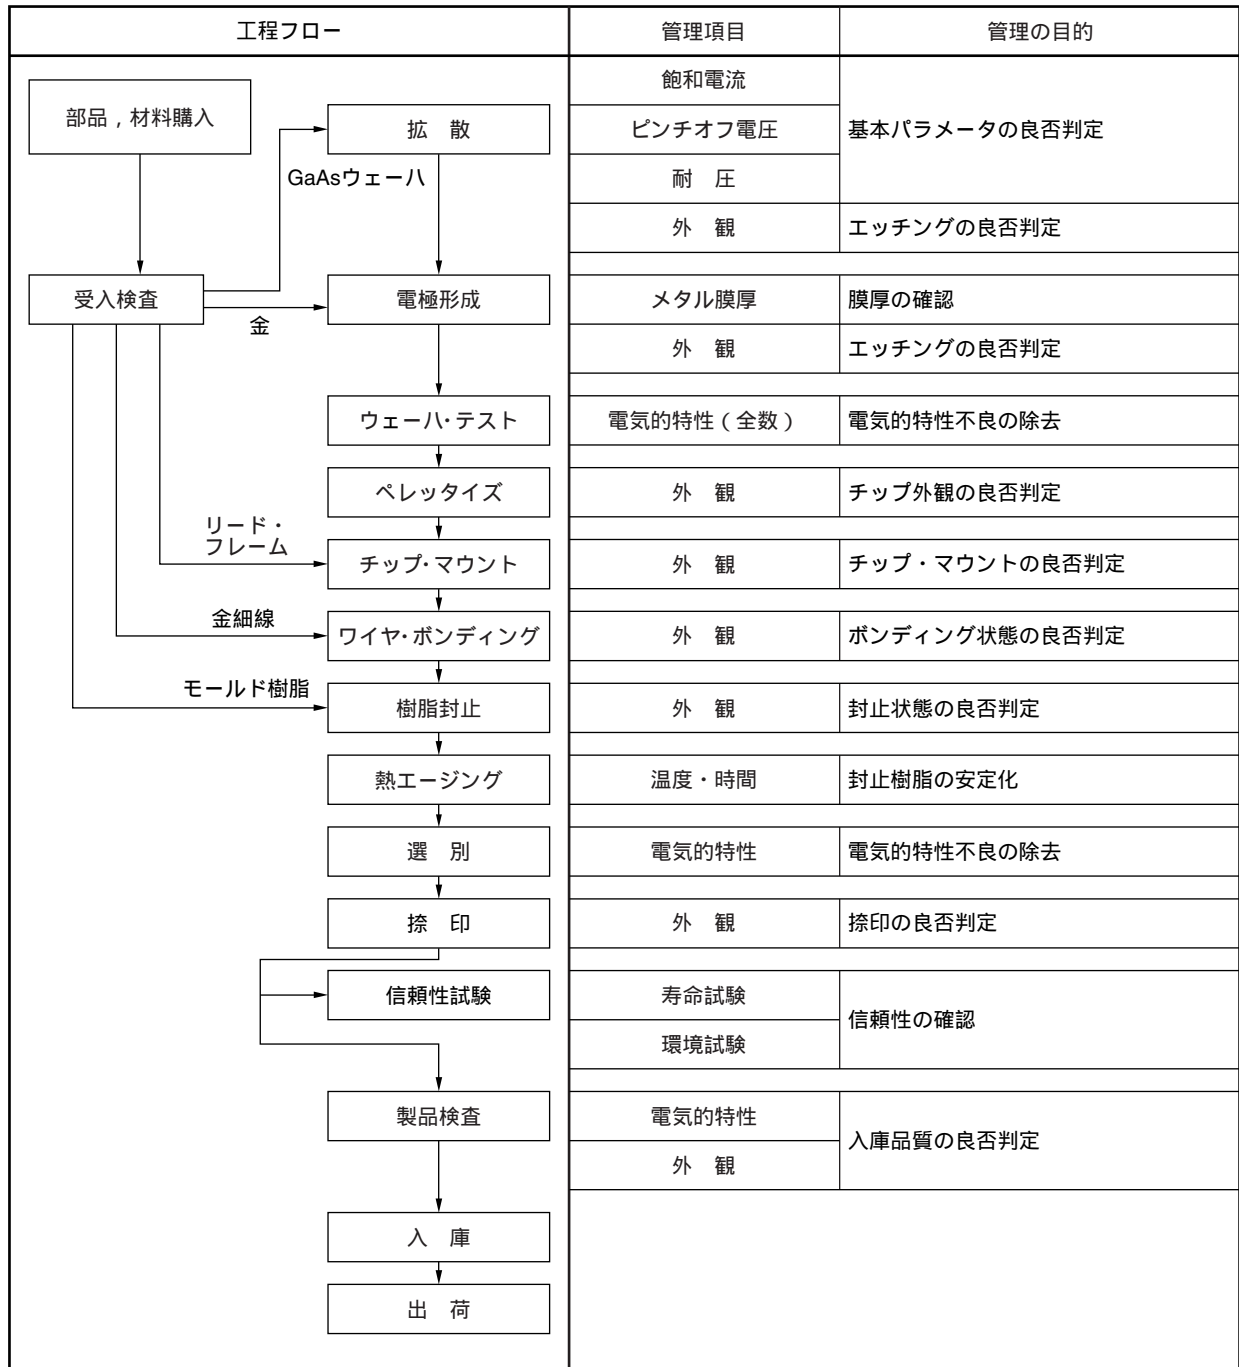 工程フロー 管理項目 管理の目的
部品，材料購入
拡　散
飽和電流
ピンチオフ電圧
耐　圧
基本パラメータの良否判定
GaAsウェーハ
外　観 エッチングの良否判定
受入検査
金
電極形成
メタル膜厚 膜厚の確認
外　観 エッチングの良否判定
ウェーハ・テスト 電気的特性（全数） 電気的特性不良の除去
ペレッタイズ 外　観 チップ外観の良否判定
リード・
フレーム
チップ・マウント 外　観 チップ・マウントの良否判定
金細線
ワイヤ・ボンディング 外　観 ボンディング状態の良否判定
モールド樹脂
樹脂封止 外　観 封止状態の良否判定
熱エージング 温度・時間 封止樹脂の安定化
選　別 電気的特性 電気的特性不良の除去
捺　印 外　観 捺印の良否判定
信頼性試験
寿命試験
環境試験
信頼性の確認
製品検査
電気的特性
外　観
入庫品質の良否判定
入　庫
出　荷